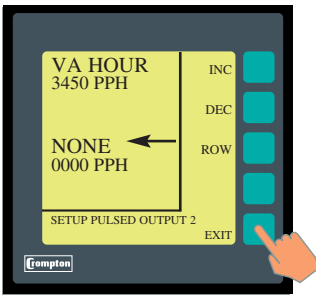 VA HOUR
3450 PPH
NONE
0000 PPH
INC
DEC
ROW
SETUP PULSED OUTPUT 2
EXIT
Crompton